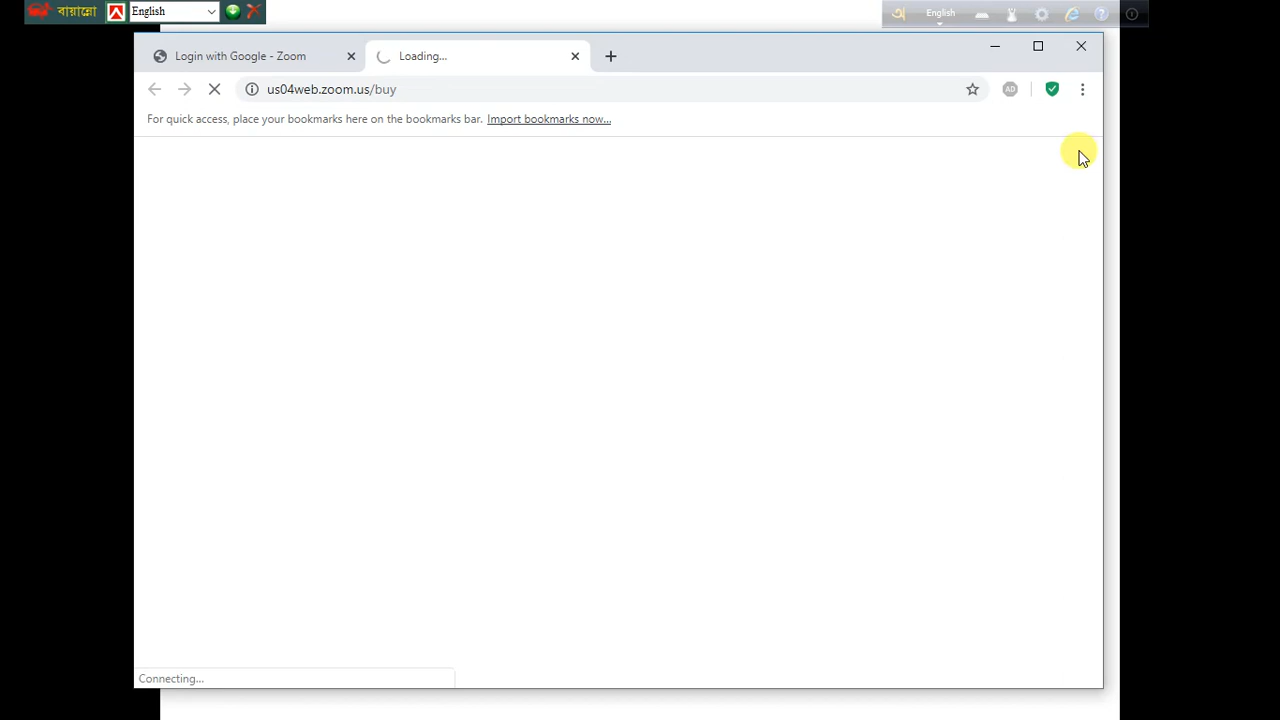 বায়ান্নো
English
English
Login with Google - Zoom
Loading...
us04web.zoom.us/buy
AD
For quick access, place your bookmarks here on the bookmarks bar. Import bookmarks now...
Connecting...